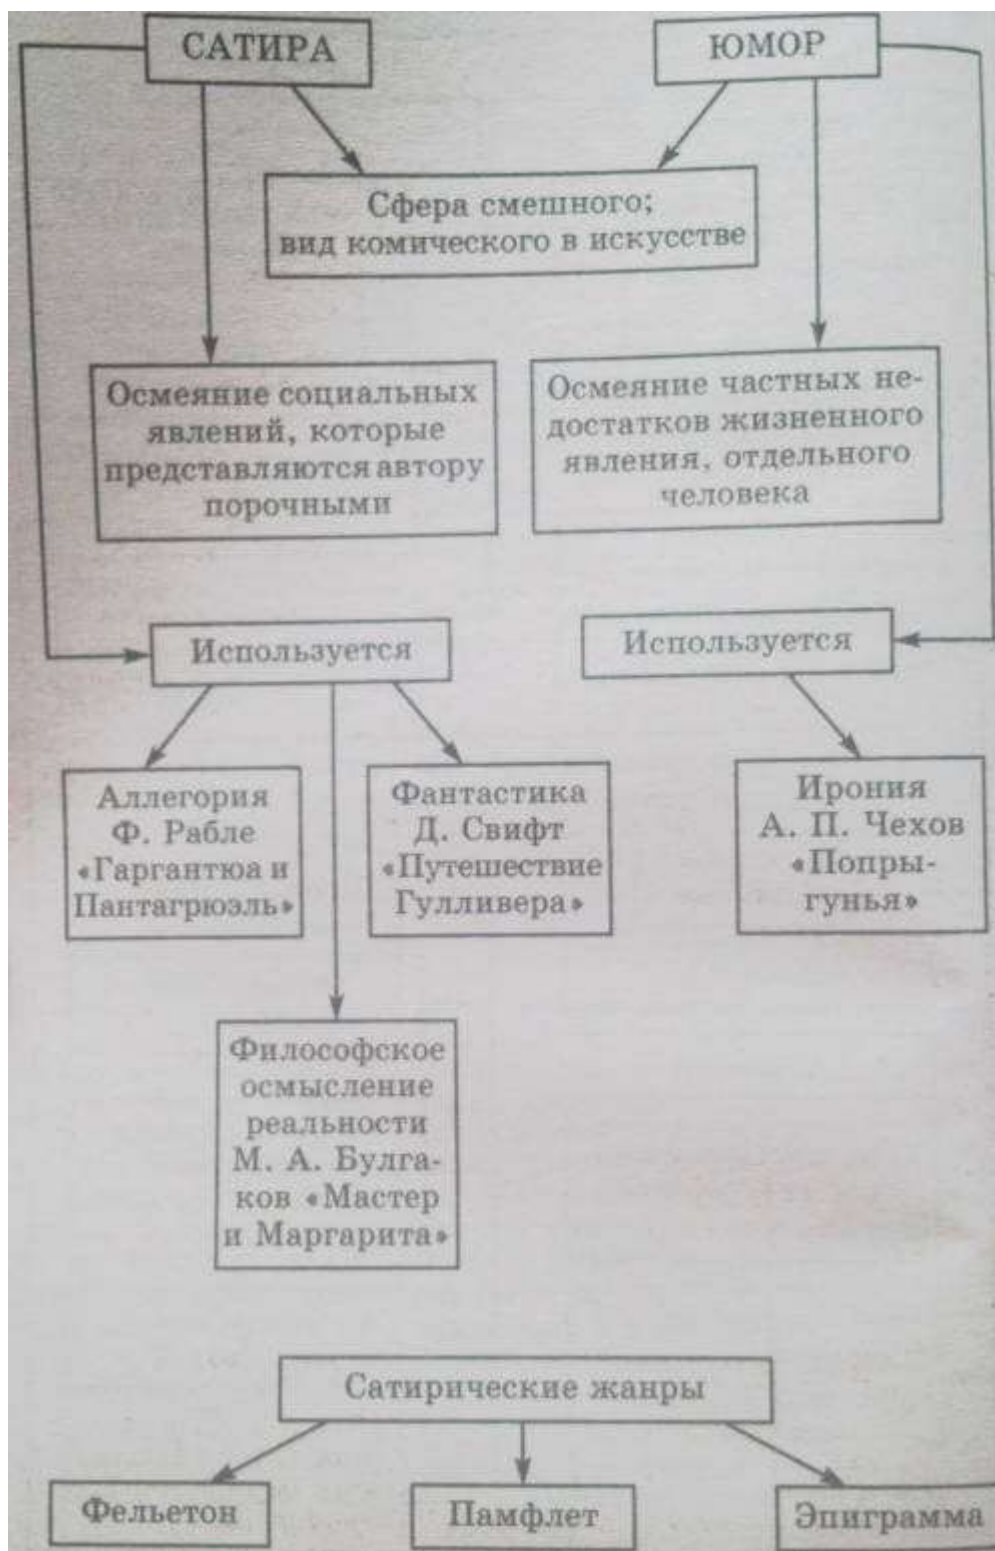 САТИРА
ЮМОР
Сфера смешного;
вид комического в искусстве
Осмеяние социальных
явлений, которые
представляются автору
порочными
Осмеяние частных не-
достатков жизненного
явления, отдельного
человека
Используется
Используется
Аллегория
Ф. Рабле
«Гаргантюа и
Пантагрюэль»
Фантастика
Д. Свифт
«Путешествие
Гулливера»
Ирония
А. П. Чехов
«Попры-
гунья»
Философское
осмысление
реальности
М. А. Булга-
ков «Мастер
и Маргарита»
Сатирические жанры
Фельетон
Памфлет
Эпиграмма